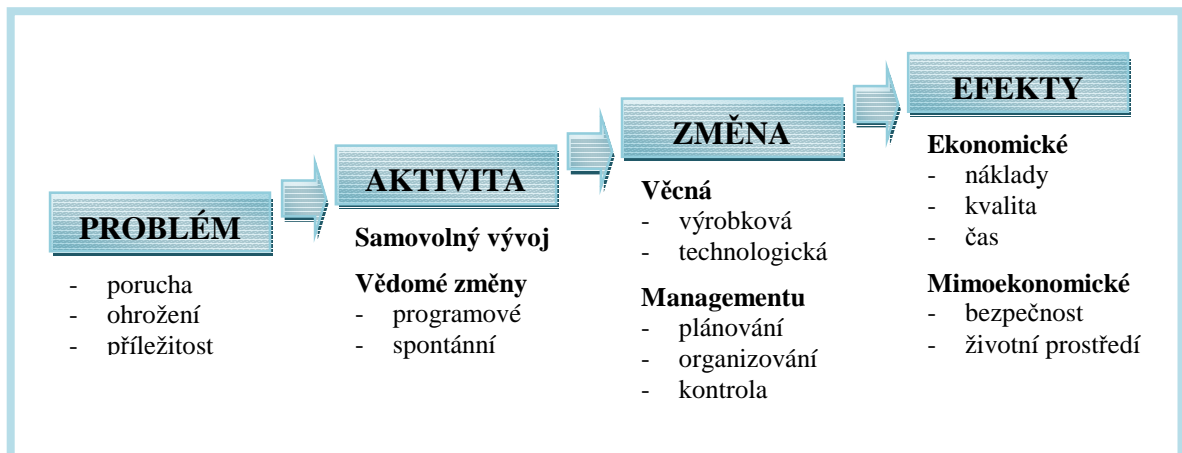 PROBLÉM
- porucha
- ohrožení
- příležitost
AKTIVITA
Samovolný vývoj
Vědomé změny
- programové
- spontánní
ZMĚNA
Věcná
- výrobková
- technologická
Managementu
- plánování
- organizování
- kontrola
EFEKTY
Ekonomické
- náklady
- kvalita
- čas
Mimoekonomické
- bezpečnost
- životní prostředí